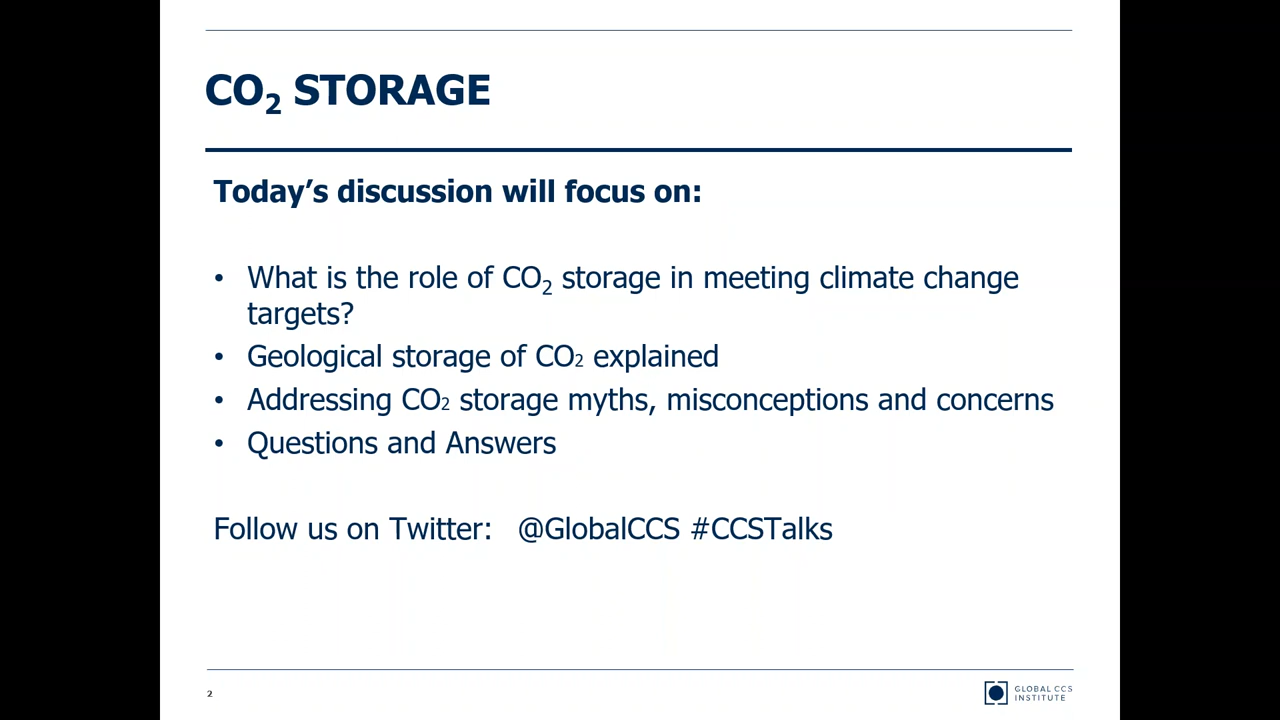 CO₂ STORAGE
Today’s discussion will focus on:
• What is the role of CO₂ storage in meeting climate change
targets?
• Geological storage of CO₂ explained
• Addressing CO₂ storage myths, misconceptions and concerns
• Questions and Answers
Follow us on Twitter: @GlobalCCS #CCSTalks
2
GLOBAL CCS
INSTITUTE